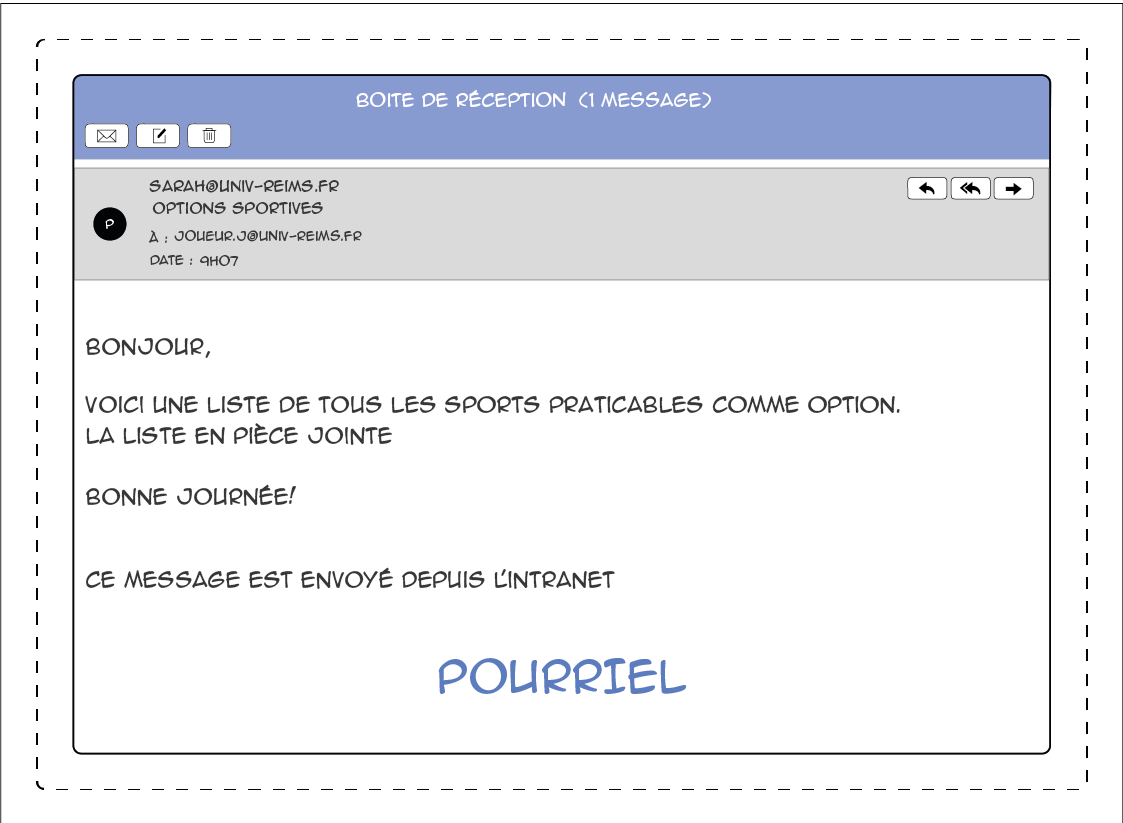 BOITE DE RÉCEPTION (1 MESSAGE)
SARAH@UNIV-REIMS.FR
OPTIONS SPORTIVES
P
À : JOUEUR.J@UNIV-REIMS.FR
DATE : 9H07
BONJOUR,
VOICI UNE LISTE DE TOUS LES SPORTS PRATICABLES COMME OPTION.
LA LISTE EN PIÈCE JOINTE
BONNE JOURNÉE!
CE MESSAGE EST ENVOYÉ DEPUIS L'INTRANET
POURRIEL